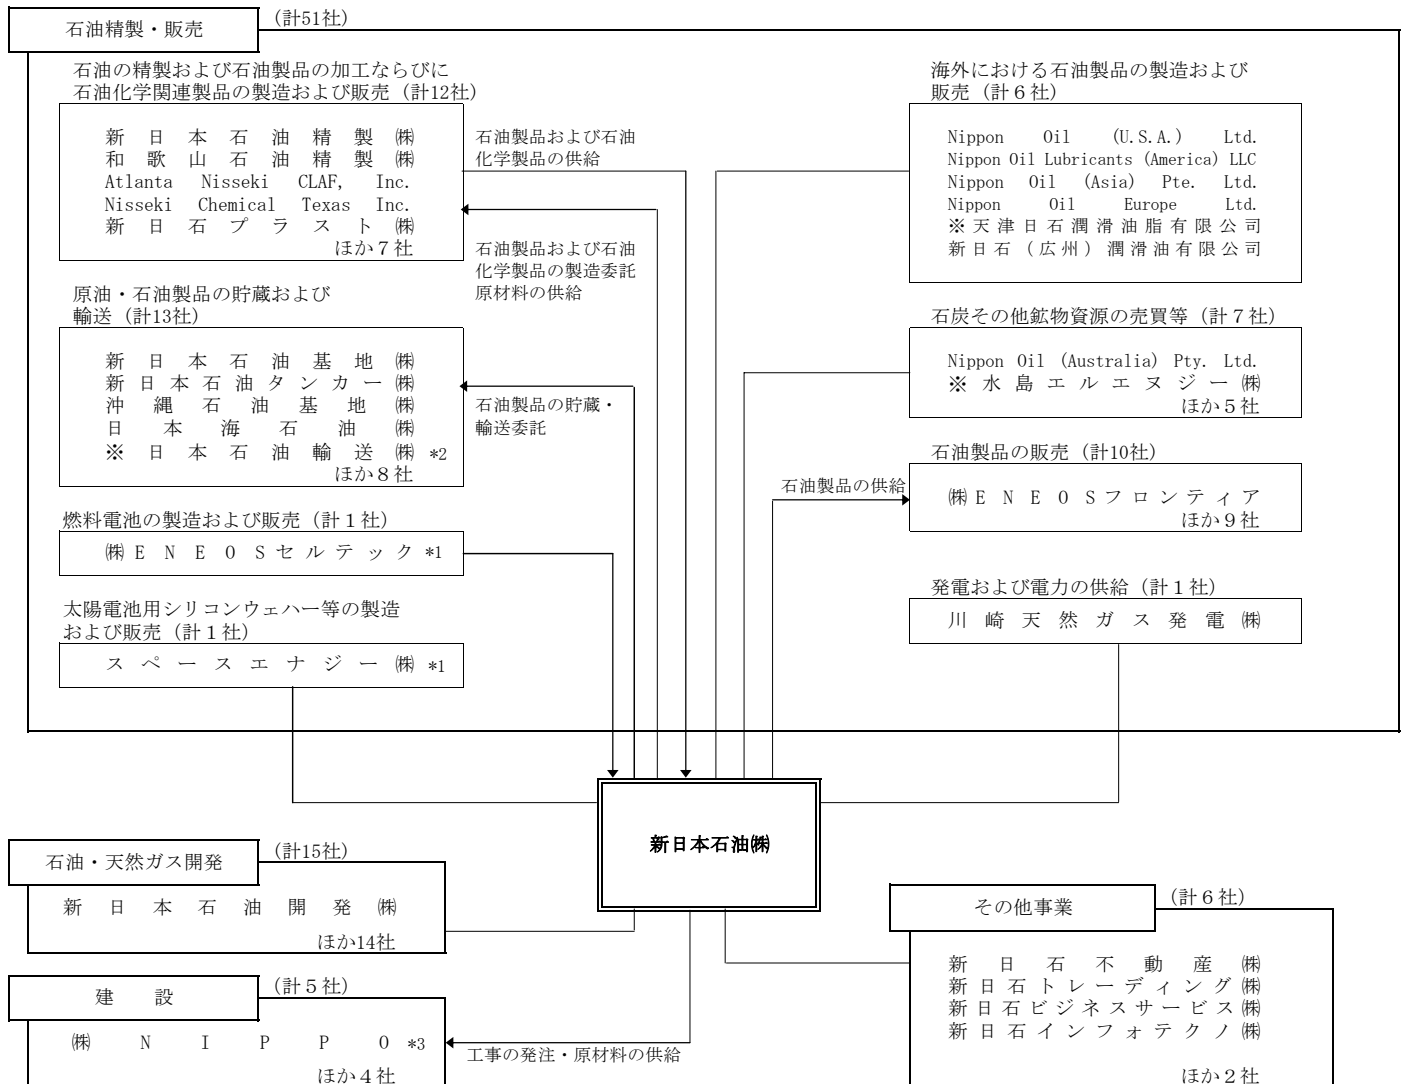 石油精製・販売
（計51社）
石油の精製および石油製品の加工ならびに
石油化学関連製品の製造および販売（計12社）
新日本石油精製㈱
和歌山石油精製㈱
Atlanta Nisseki CLAF, Inc.
Nisseki Chemical Texas Inc.
新日石プラスト㈱
ほか７社
石油製品および石油
化学製品の供給
石油製品および石油
化学製品の製造委託
原材料の供給
原油・石油製品の貯蔵および
輸送（計13社）
新日本石油基地㈱
新日本石油タンカー㈱
沖縄石油基地㈱
日本海石油㈱
※日本石油輸送㈱ *2
ほか８社
石油製品の貯蔵・
輸送委託
燃料電池の製造および販売（計１社）
㈱ＥＮＥＯＳセルテック *1
太陽電池用シリコンウェハー等の製造
および販売（計１社）
スペースエナジー㈱ *1
海外における石油製品の製造および
販売（計６社）
Nippon Oil (U.S.A.) Ltd.
Nippon Oil Lubricants (America) LLC
Nippon Oil (Asia) Pte. Ltd.
Nippon Oil Europe Ltd.
※天津日石潤滑油脂有限公司
新日石（広州）潤滑油有限公司
石炭その他鉱物資源の売買等（計７社）
Nippon Oil (Australia) Pty. Ltd.
※水島エルエヌジー㈱
ほか５社
石油製品の販売（計10社）
石油製品の供給
㈱ＥＮＥＯＳフロンティア
ほか９社
発電および電力の供給（計１社）
川崎天然ガス発電㈱
新日本石油㈱
石油・天然ガス開発
（計15社）
新日本石油開発㈱
ほか14社
建　設
（計５社）
㈱ＮＩＰＰＯ *3
ほか４社
工事の発注・原材料の供給
その他事業
（計６社）
新日石不動産㈱
新日石トレーディング㈱
新日石ビジネスサービス㈱
新日石インフォテクノ㈱
ほか２社